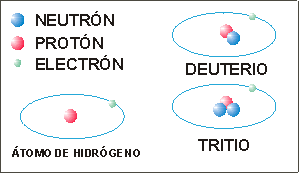 NEUTRÓN
PROTÓN
ELECTRÓN
DEUTERIO
ÁTOMO DE HIDRÓGENO
TRITIO